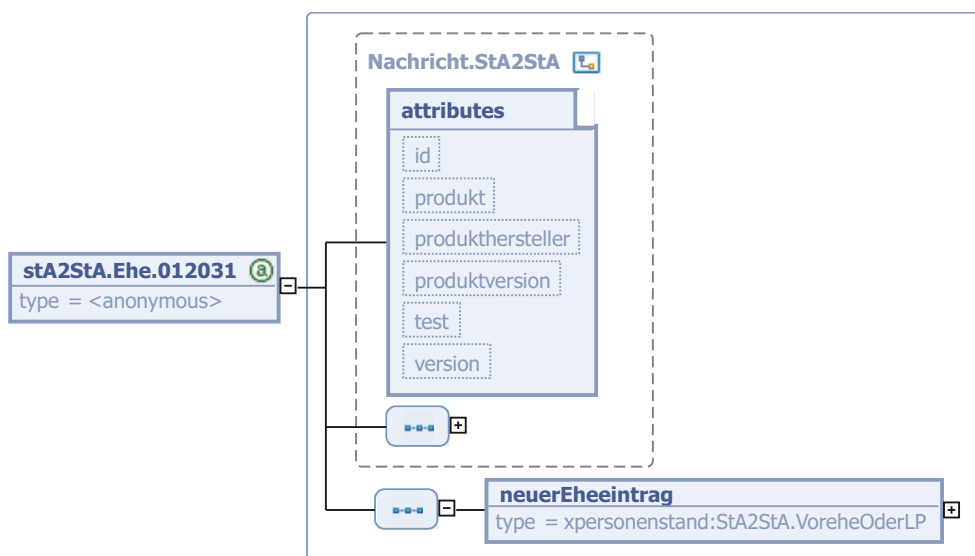 Nachricht.StA2StA
attributes
id
produkt
produkthersteller
produktversion
test
version
stA2StA.Ehe.012031 a
type = <anonymous>
neuerEheeintrag
type = xpersonenstand:StA2StA.VoreheOderLP